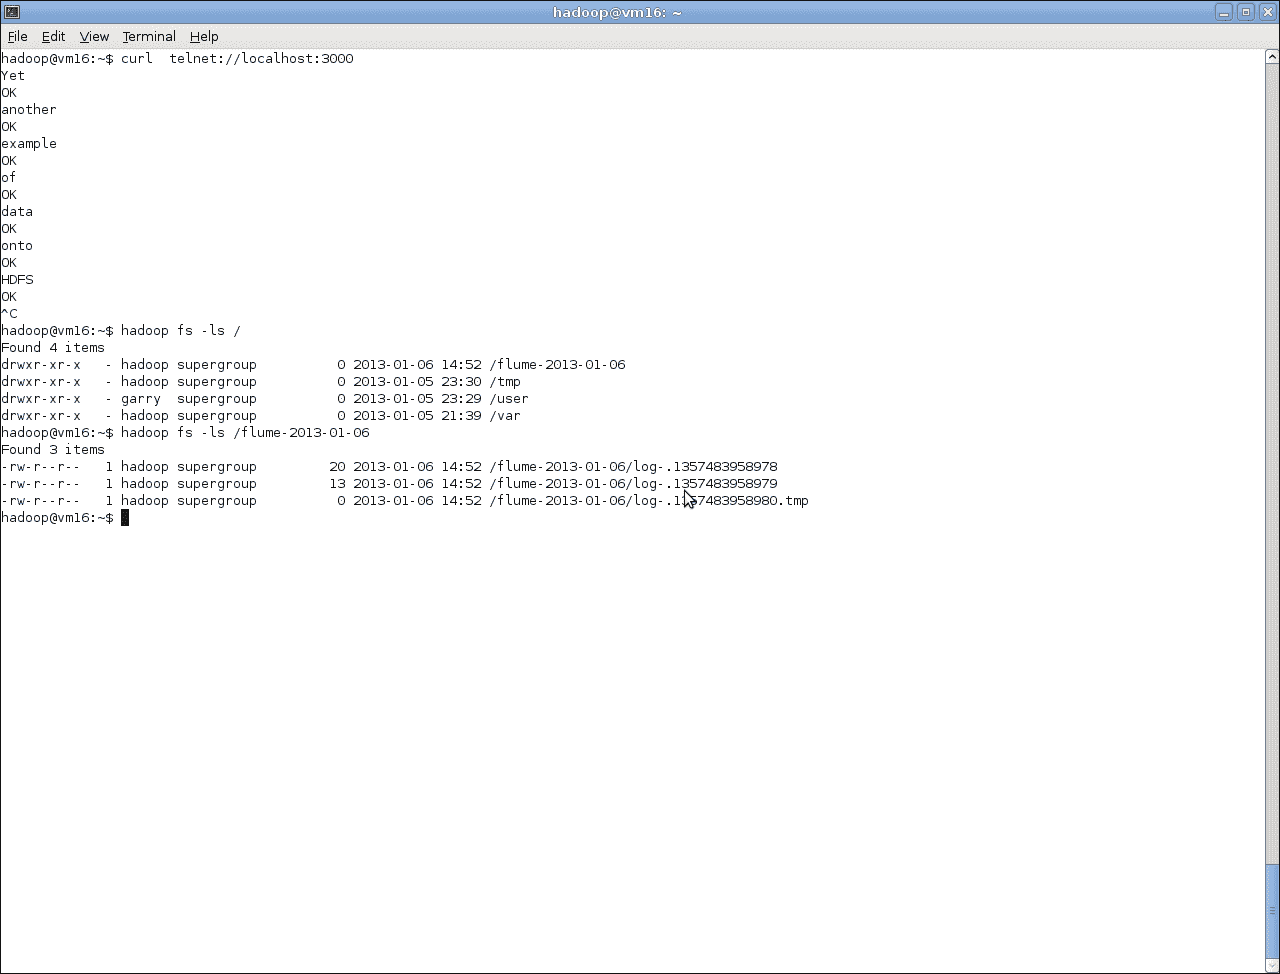 hadoop@vm16: ~
File Edit View Terminal Help
hadoop@vm16:~$ curl  telnet://localhost:3000
Yet
OK
another
OK
example
OK
of
OK
data
OK
onto
OK
HDFS
OK
^C
hadoop@vm16:~$ hadoop fs -ls /
Found 4 items
drwxr-xr-x   - hadoop supergroup          0 2013-01-06 14:52 /flume-2013-01-06
drwxr-xr-x   - hadoop supergroup          0 2013-01-05 23:30 /tmp
drwxr-xr-x   - garry  supergroup          0 2013-01-05 23:29 /user
drwxr-xr-x   - hadoop supergroup          0 2013-01-05 21:39 /var
hadoop@vm16:~$ hadoop fs -ls /flume-2013-01-06
Found 3 items
-rw-r--r--   1 hadoop supergroup         20 2013-01-06 14:52 /flume-2013-01-06/log-.1357483958978
-rw-r--r--   1 hadoop supergroup         13 2013-01-06 14:52 /flume-2013-01-06/log-.1357483958979
-rw-r--r--   1 hadoop supergroup          0 2013-01-06 14:52 /flume-2013-01-06/log-.1357483958980.tmp
hadoop@vm16:~$